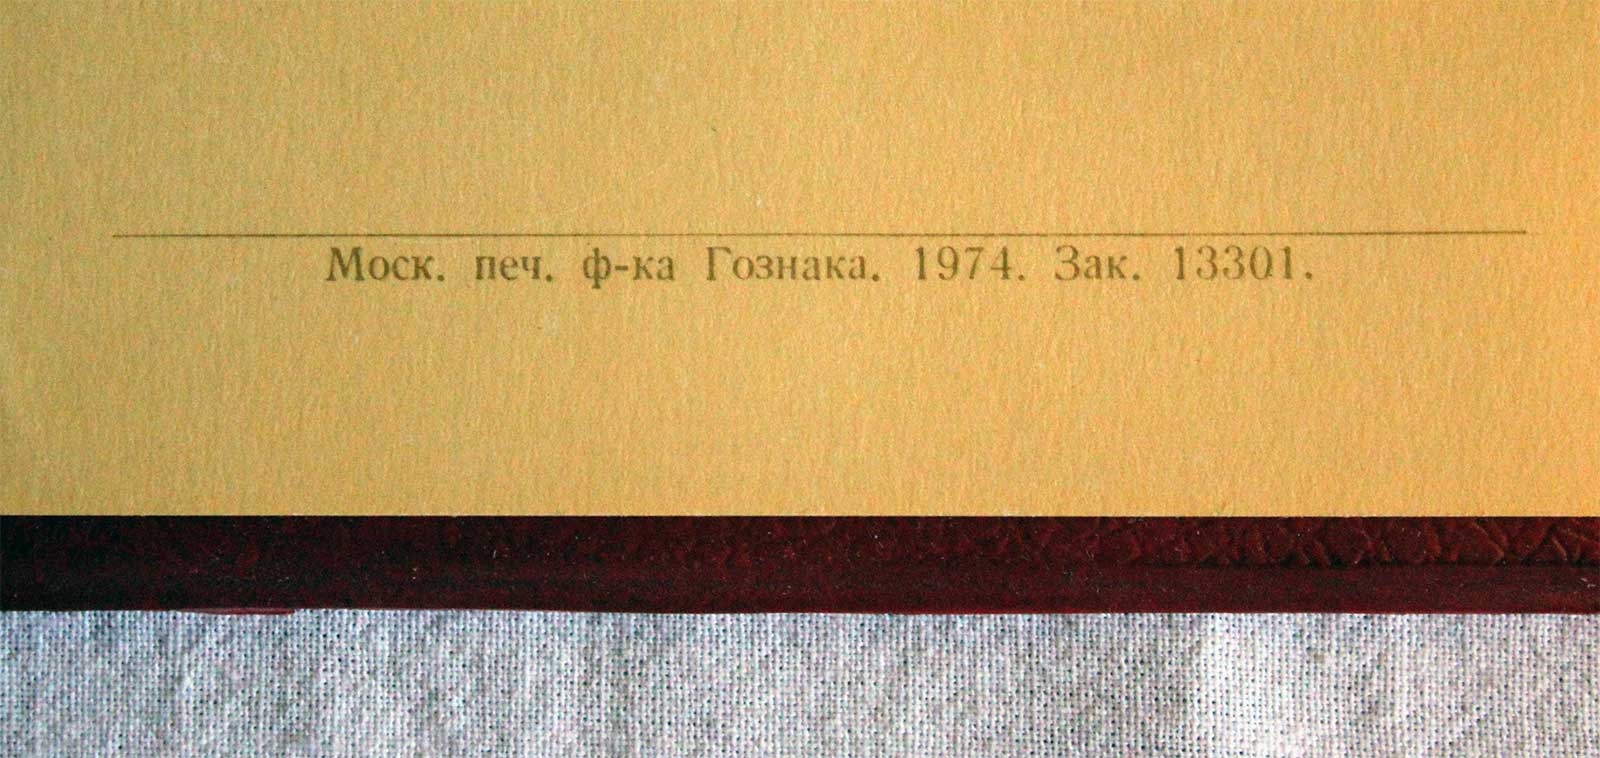 Моск. печ. ф-ка Гознака. 1974. Зак. 13301.